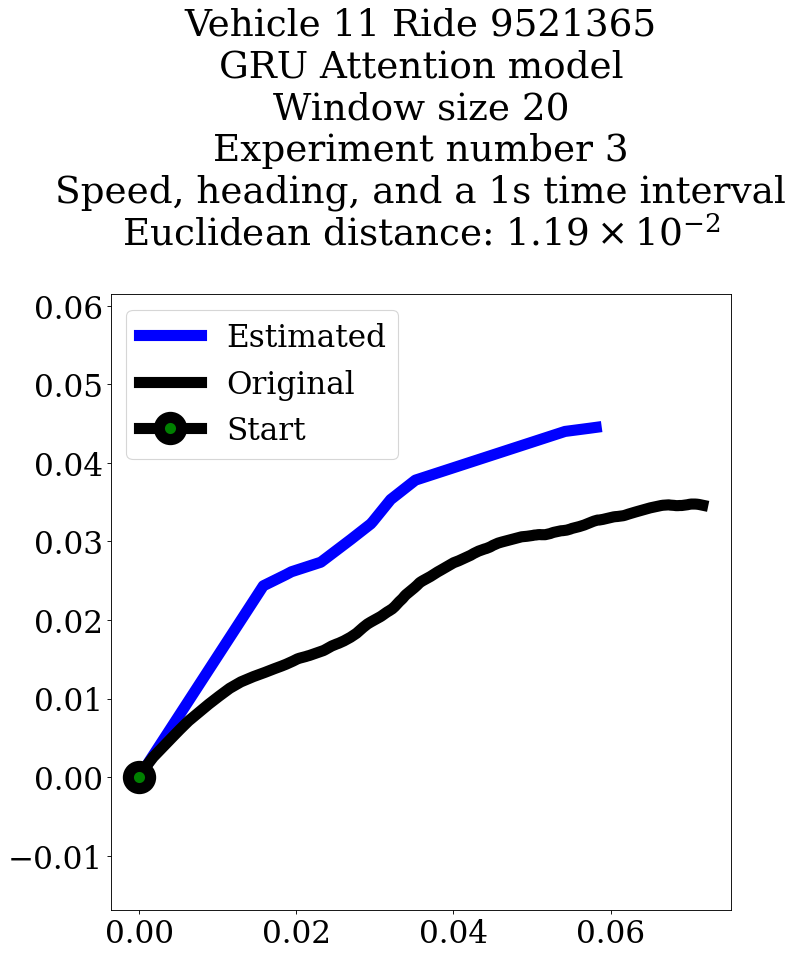 Vehicle 11 Ride 9521365
GRU Attention model
Window size 20
Experiment number 3
Speed, heading, and a 1s time interval
Euclidean distance: 1.19 × 10⁻²
0.06
0.05
0.04
0.03
0.02
0.01
0.00
−0.01
Estimated
Original
Start
0.00 0.02 0.04 0.06